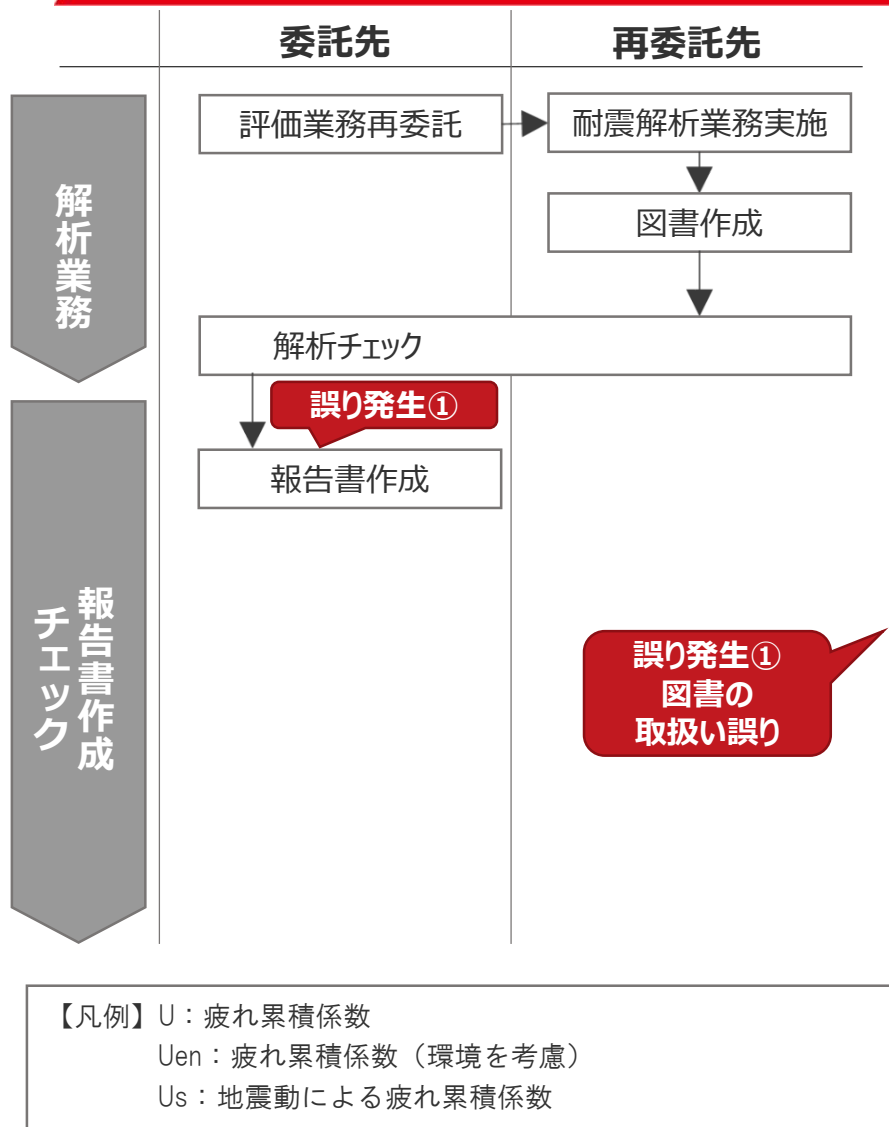 委託先
再委託先
解析業務
評価業務再委託
耐震解析業務実施
図書作成
解析チェック
誤り発生①
報告書作成
報告書作成
チェック
誤り発生①
図書の
取扱い誤り
【凡例】U：疲れ累積係数
Uen：疲れ累積係数（環境を考慮）
Us：地震動による疲れ累積係数